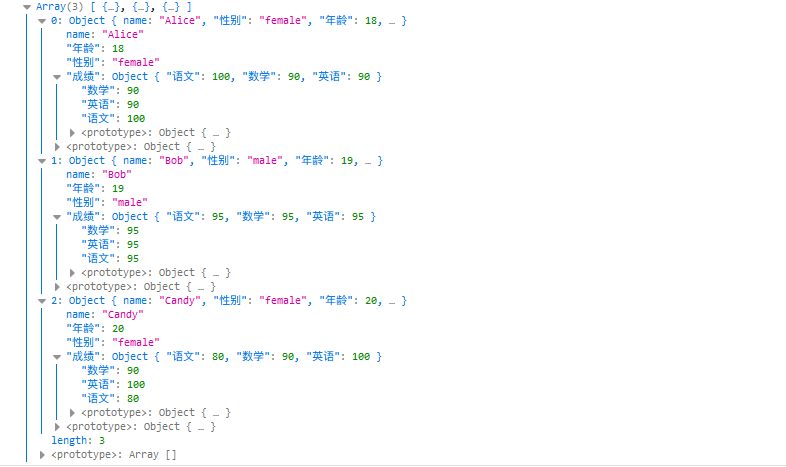 Array(3) [ {…}, {…}, {…} ]
0: Object { name: "Alice", "性别": "female", "年龄": 18, … }
name: "Alice"
"年龄": 18
"性别": "female"
"成绩": Object { "语文": 100, "数学": 90, "英语": 90 }
"数学": 90
"英语": 90
"语文": 100
<prototype>: Object { … }
<prototype>: Object { … }
1: Object { name: "Bob", "性别": "male", "年龄": 19, … }
name: "Bob"
"年龄": 19
"性别": "male"
"成绩": Object { "语文": 95, "数学": 95, "英语": 95 }
"数学": 95
"英语": 95
"语文": 95
<prototype>: Object { … }
<prototype>: Object { … }
2: Object { name: "Candy", "性别": "female", "年龄": 20, … }
name: "Candy"
"年龄": 20
"性别": "female"
"成绩": Object { "语文": 80, "数学": 90, "英语": 100 }
"数学": 90
"英语": 100
"语文": 80
<prototype>: Object { … }
<prototype>: Object { … }
length: 3
<prototype>: Array []